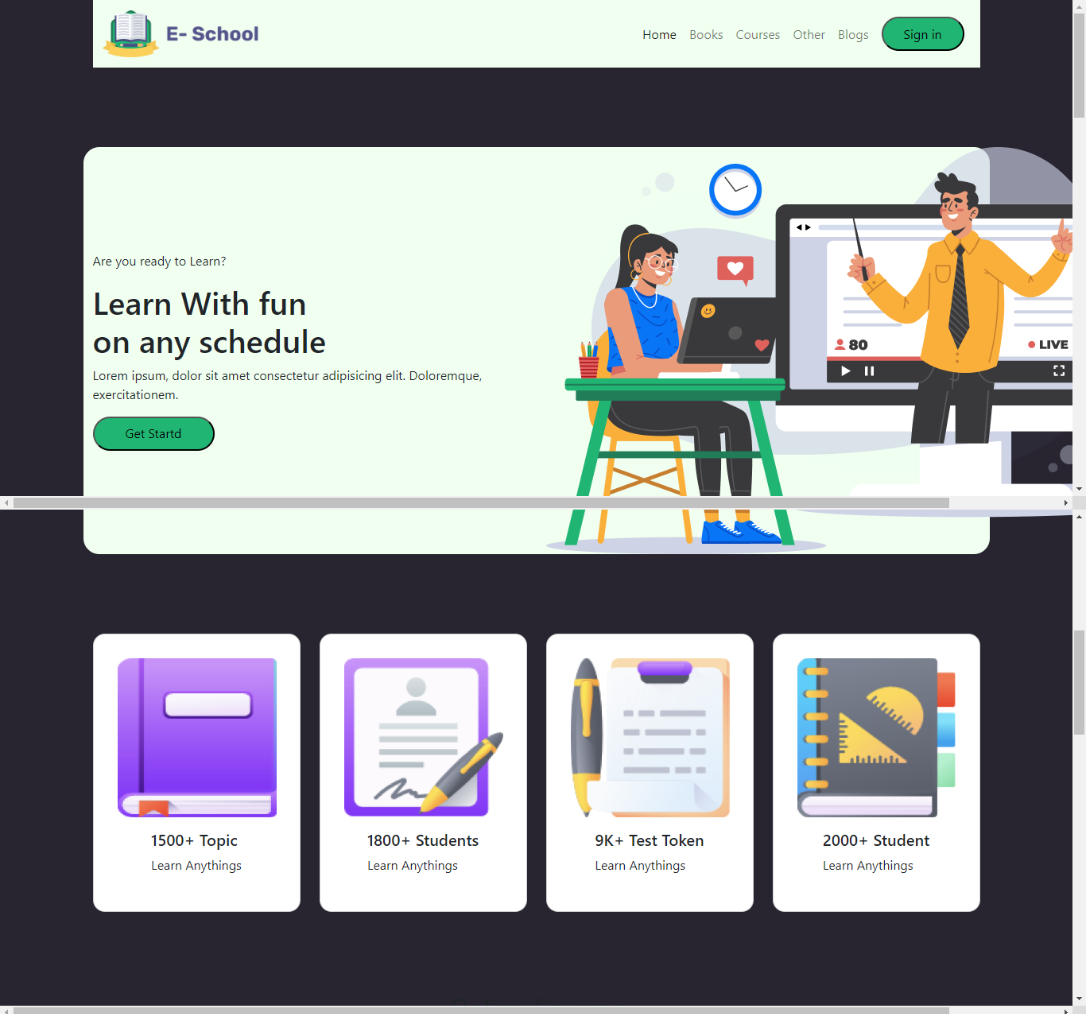 E- School
Home Books Courses Other Blogs Sign in
Are you ready to Learn?
Learn With fun
on any schedule
Lorem ipsum, dolor sit amet consectetur adipisicing elit. Doloremque,
exercitationem.
Get Startd
80
LIVE
1500+ Topic
Learn Anythings
1800+ Students
Learn Anythings
9K+ Test Token
Learn Anythings
2000+ Student
Learn Anythings